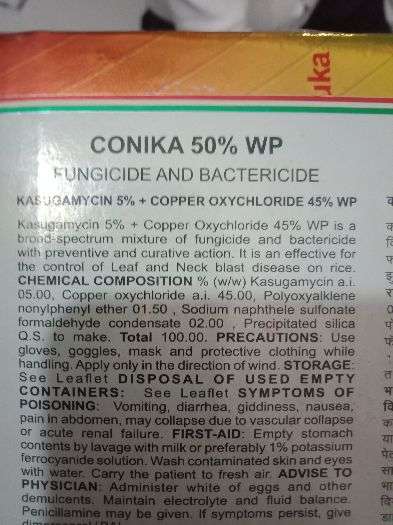 uka
CONIKA 50% WP
FUNGICIDE AND BACTERICIDE
KASUGAMYCIN 5% + COPPER OXYCHLORIDE 45% WP
Kasugamycin 5% + Copper Oxychloride 45% WP is a
broad-spectrum mixture of fungicide and bactericide
with preventive and curative action. It is an effective
for the control of Leaf and Neck blast disease on rice.
CHEMICAL COMPOSITION % (w/w) Kasugamycin a.i.
05.00, Copper oxychloride a.i. 45.00, Polyoxyalklene
nonylphenyl ether 01.50 , Sodium naphthele sulfonate
formaldehyde condensate 02.00 , Precipitated silica
Q.S. to make. Total 100.00. PRECAUTIONS: Use
gloves, goggles, mask and protective clothing while
handling. Apply only in the direction of wind. STORAGE:
See Leaflet DISPOSAL OF USED EMPTY
CONTAINERS: See Leaflet SYMPTOMS OF
POISONING: Vomiting, diarrhea, giddiness, nausea,
pain in abdomen, may collapse due to vascular collapse
or acute renal failure. FIRST-AID: Empty stomach
contents by lavage with milk or preferably 1% potassium
ferrocyanide solution. Wash contaminated skin and eyes
with water. Carry the patient to fresh air. ADVISE TO
PHYSICIAN: Administer white of eggs and other
demulcents. Maintain electrolyte and fluid balance.
Penicillamine may be given. If symptoms persist, give